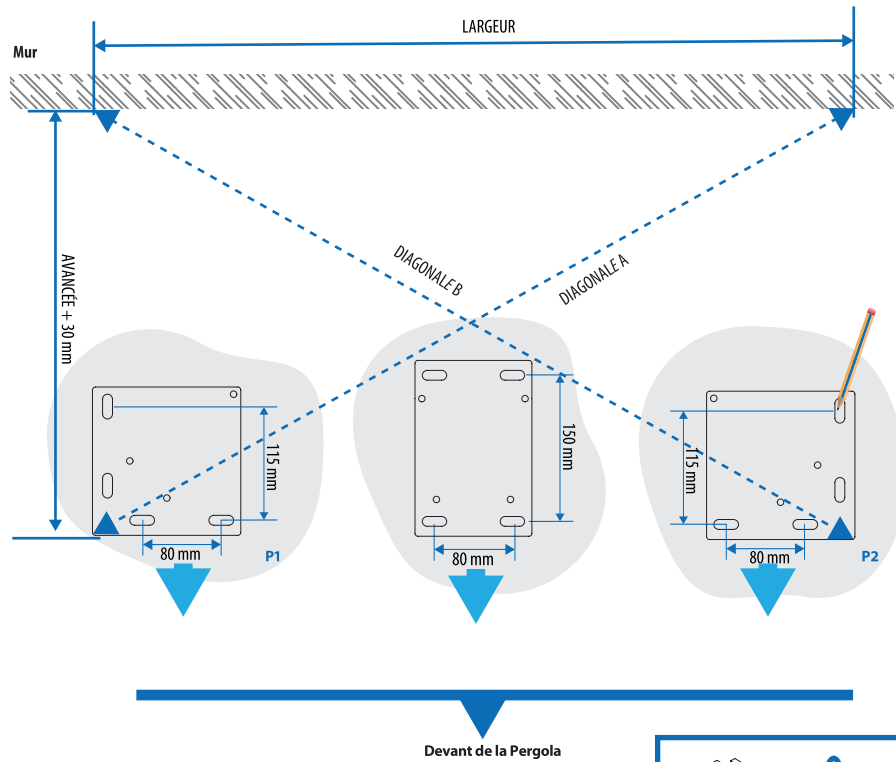 LARGEUR
Mur
AVANCÉE + 30 mm
DIAGONALE B
DIAGONALE A
115 mm
150 mm
115 mm
80 mm
P1
80 mm
80 mm
P2
Devant de la Pergola